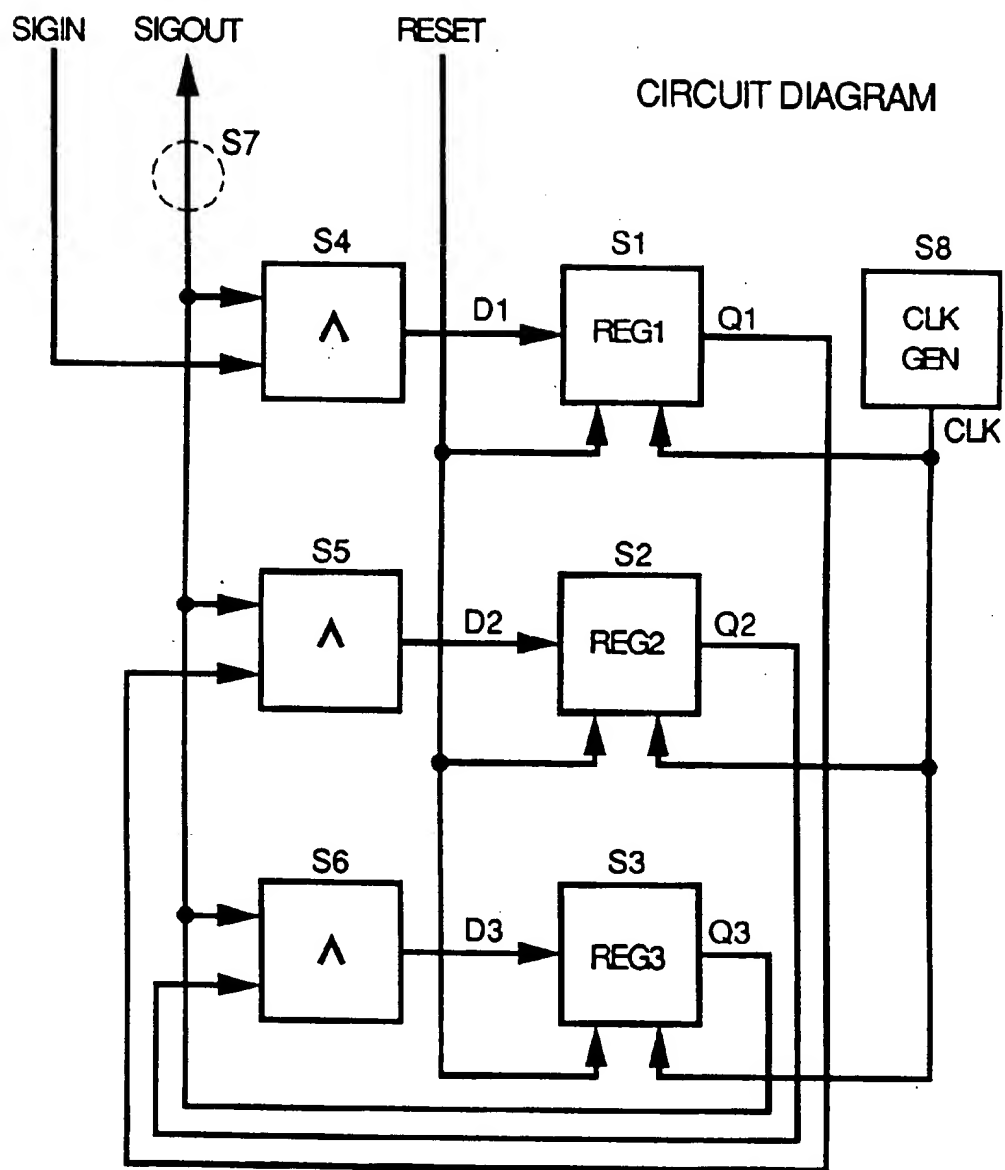 SIGIN SIGOUT RESET
CIRCUIT DIAGRAM
S7
S4 S1 S8
D1 Q1
∧ REG1 CLK
GEN
CLK
S5 S2
D2 Q2
∧ REG2
S6 S3
D3 Q3
∧ REG3